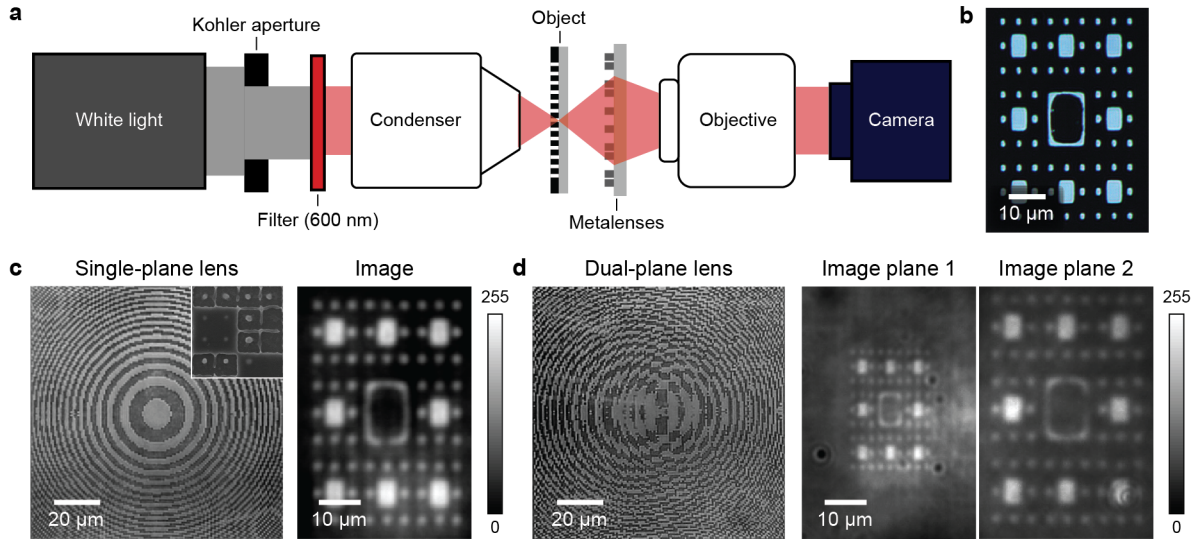 a
Kohler aperture
Object
White light
Condenser
Objective
Camera
Filter (600 nm)
Metalenses
b
10 µm
c
Single-plane lens
Image
255
20 µm
10 µm
0
d
Dual-plane lens
Image plane 1
Image plane 2
255
20 µm
10 µm
0